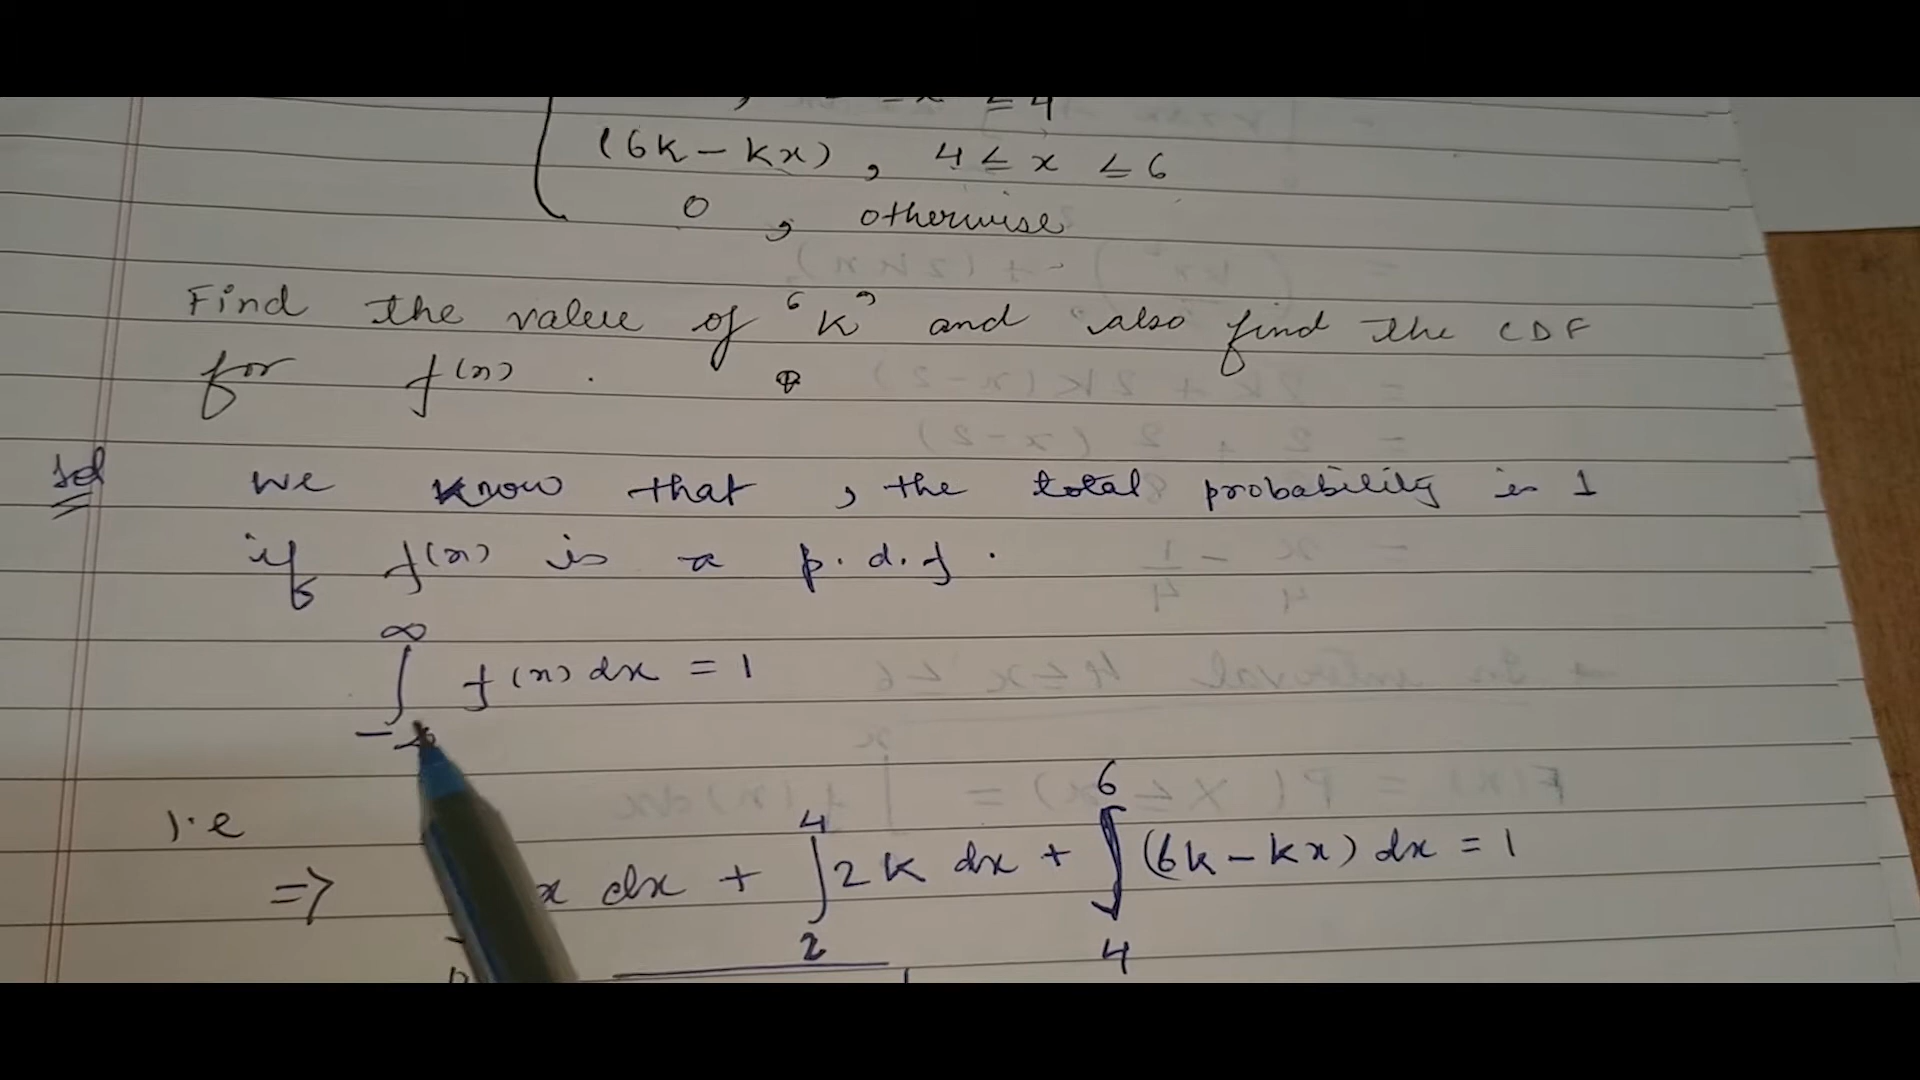 ≤ 4
(6k - kx) , 4 ≤ x ≤ 6
0 , otherwise
Find the value of ‘k’ and also find the CDF
for f(x) .
Sol We know that , the total probability is 1
if f(x) is a p.d.f .
∫_{-∞}^{∞} f(x) dx = 1
i.e
⇒ x dx + ∫_{2}^{4} 2k dx + ∫_{4}^{6} (6k - kx) dx = 1